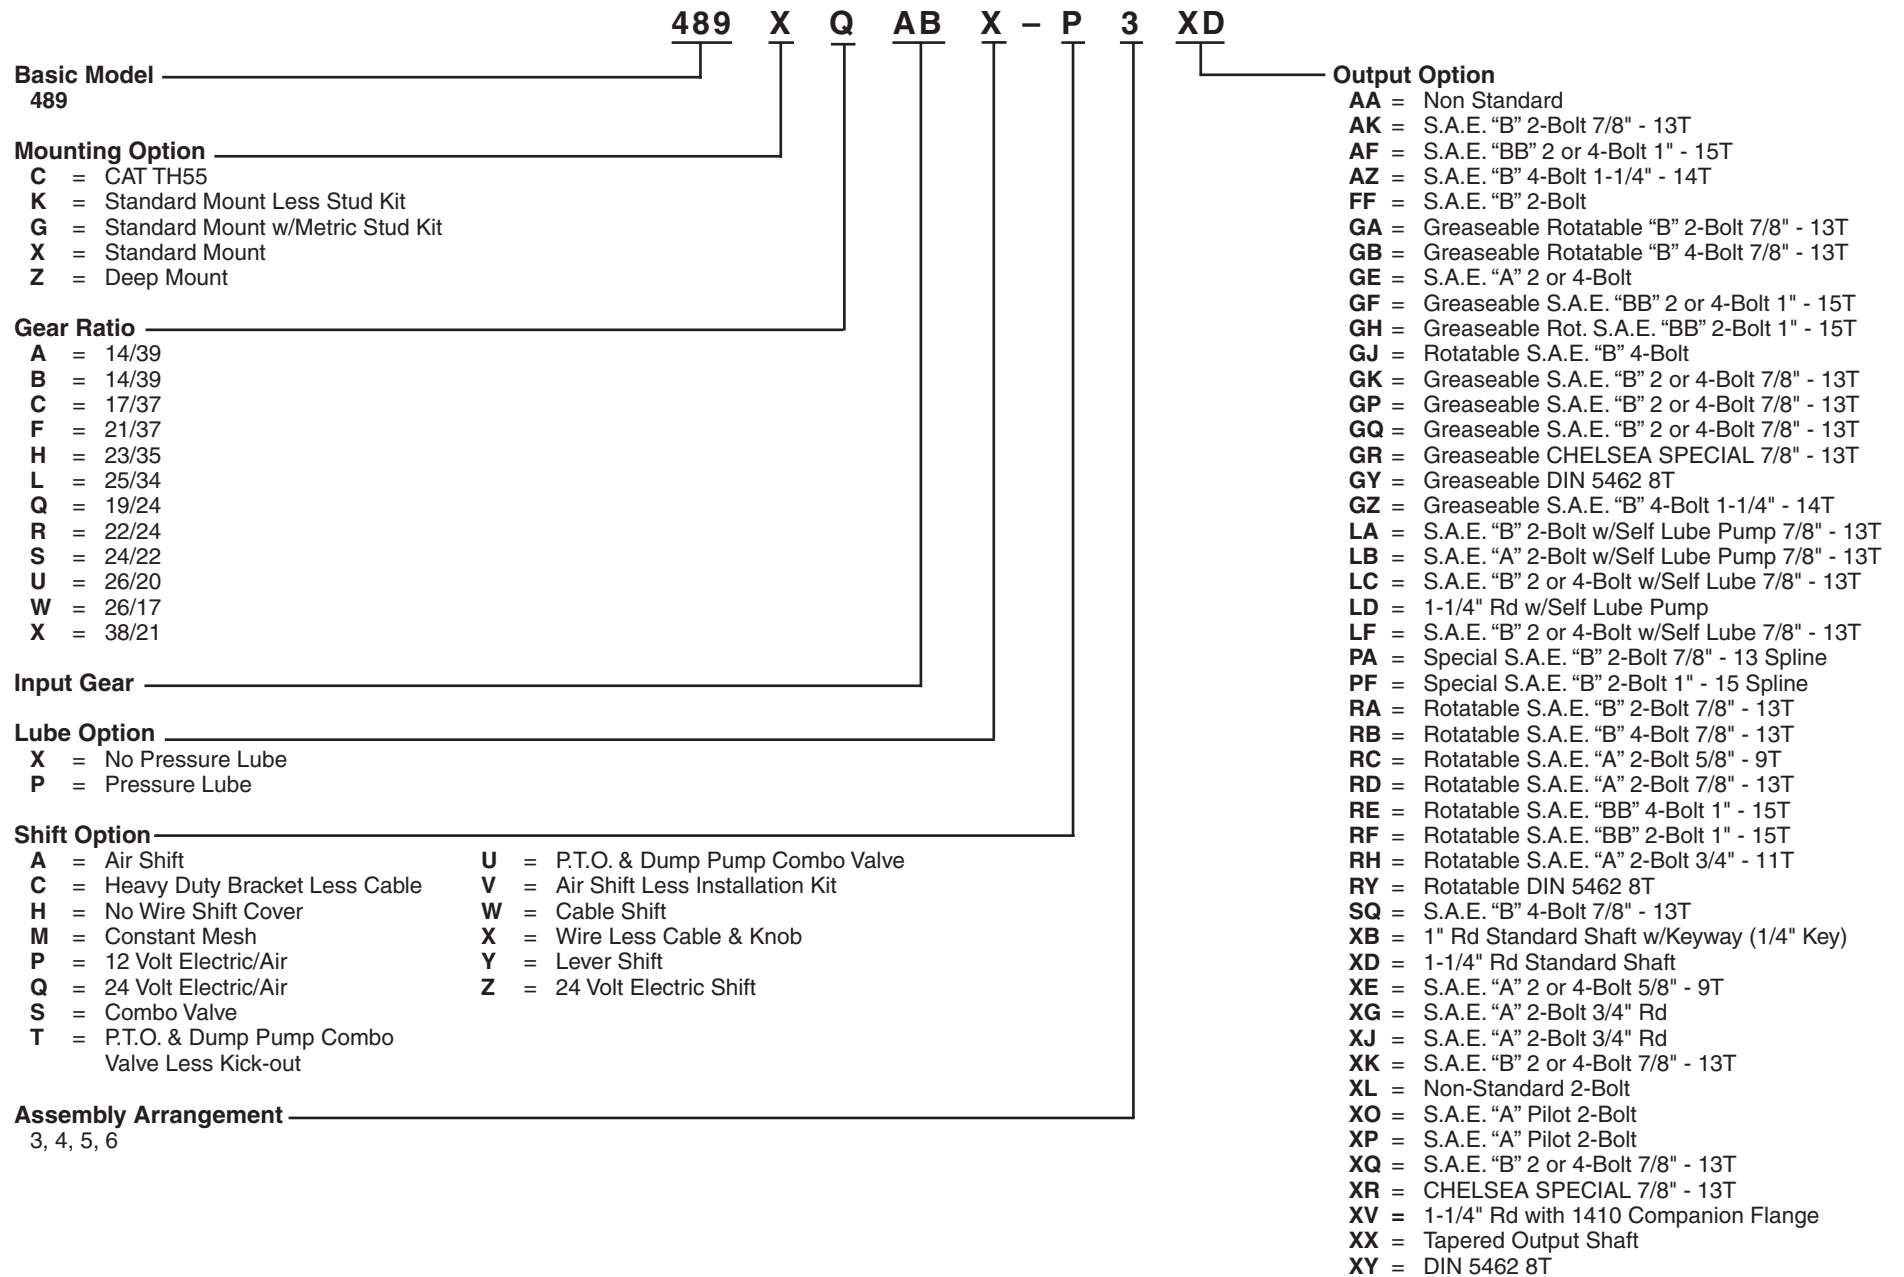 489 X Q AB X – P 3 XD
Basic Model
489
Mounting Option
C = CAT TH55
K = Standard Mount Less Stud Kit
G = Standard Mount w/Metric Stud Kit
X = Standard Mount
Z = Deep Mount
Gear Ratio
A = 14/39
B = 14/39
C = 17/37
F = 21/37
H = 23/35
L = 25/34
Q = 19/24
R = 22/24
S = 24/22
U = 26/20
W = 26/17
X = 38/21
Input Gear
Lube Option
X = No Pressure Lube
P = Pressure Lube
Shift Option
A = Air Shift
C = Heavy Duty Bracket Less Cable
H = No Wire Shift Cover
M = Constant Mesh
P = 12 Volt Electric/Air
Q = 24 Volt Electric/Air
S = Combo Valve
T = P.T.O. & Dump Pump Combo
Valve Less Kick-out
U = P.T.O. & Dump Pump Combo Valve
V = Air Shift Less Installation Kit
W = Cable Shift
X = Wire Less Cable & Knob
Y = Lever Shift
Z = 24 Volt Electric Shift
Assembly Arrangement
3, 4, 5, 6
Output Option
AA = Non Standard
AK = S.A.E. “B” 2-Bolt 7/8" - 13T
AF = S.A.E. “BB” 2 or 4-Bolt 1" - 15T
AZ = S.A.E. “B” 4-Bolt 1-1/4" - 14T
FF = S.A.E. “B” 2-Bolt
GA = Greaseable Rotatable “B” 2-Bolt 7/8" - 13T
GB = Greaseable Rotatable “B” 4-Bolt 7/8" - 13T
GE = S.A.E. “A” 2 or 4-Bolt
GF = Greaseable S.A.E. “BB” 2 or 4-Bolt 1" - 15T
GH = Greaseable Rot. S.A.E. “BB” 2-Bolt 1" - 15T
GJ = Rotatable S.A.E. “B” 4-Bolt
GK = Greaseable S.A.E. “B” 2 or 4-Bolt 7/8" - 13T
GP = Greaseable S.A.E. “B” 2 or 4-Bolt 7/8" - 13T
GQ = Greaseable S.A.E. “B” 2 or 4-Bolt 7/8" - 13T
GR = Greaseable CHELSEA SPECIAL 7/8" - 13T
GY = Greaseable DIN 5462 8T
GZ = Greaseable S.A.E. “B” 4-Bolt 1-1/4" - 14T
LA = S.A.E. “B” 2-Bolt w/Self Lube Pump 7/8" - 13T
LB = S.A.E. “A” 2-Bolt w/Self Lube Pump 7/8" - 13T
LC = S.A.E. “B” 2 or 4-Bolt w/Self Lube 7/8" - 13T
LD = 1-1/4" Rd w/Self Lube Pump
LF = S.A.E. “B” 2 or 4-Bolt w/Self Lube 7/8" - 13T
PA = Special S.A.E. “B” 2-Bolt 7/8" - 13 Spline
PF = Special S.A.E. “B” 2-Bolt 1" - 15 Spline
RA = Rotatable S.A.E. “B” 2-Bolt 7/8" - 13T
RB = Rotatable S.A.E. “B” 4-Bolt 7/8" - 13T
RC = Rotatable S.A.E. “A” 2-Bolt 5/8" - 9T
RD = Rotatable S.A.E. “A” 2-Bolt 7/8" - 13T
RE = Rotatable S.A.E. “BB” 4-Bolt 1" - 15T
RF = Rotatable S.A.E. “BB” 2-Bolt 1" - 15T
RH = Rotatable S.A.E. “A” 2-Bolt 3/4" - 11T
RY = Rotatable DIN 5462 8T
SQ = S.A.E. “B” 4-Bolt 7/8" - 13T
XB = 1" Rd Standard Shaft w/Keyway (1/4" Key)
XD = 1-1/4" Rd Standard Shaft
XE = S.A.E. “A” 2 or 4-Bolt 5/8" - 9T
XG = S.A.E. “A” 2-Bolt 3/4" Rd
XJ = S.A.E. “A” 2-Bolt 3/4" Rd
XK = S.A.E. “B” 2 or 4-Bolt 7/8" - 13T
XL = Non-Standard 2-Bolt
XO = S.A.E. “A” Pilot 2-Bolt
XP = S.A.E. “A” Pilot 2-Bolt
XQ = S.A.E. “B” 2 or 4-Bolt 7/8" - 13T
XR = CHELSEA SPECIAL 7/8" - 13T
XV = 1-1/4" Rd with 1410 Companion Flange
XX = Tapered Output Shaft
XY = DIN 5462 8T